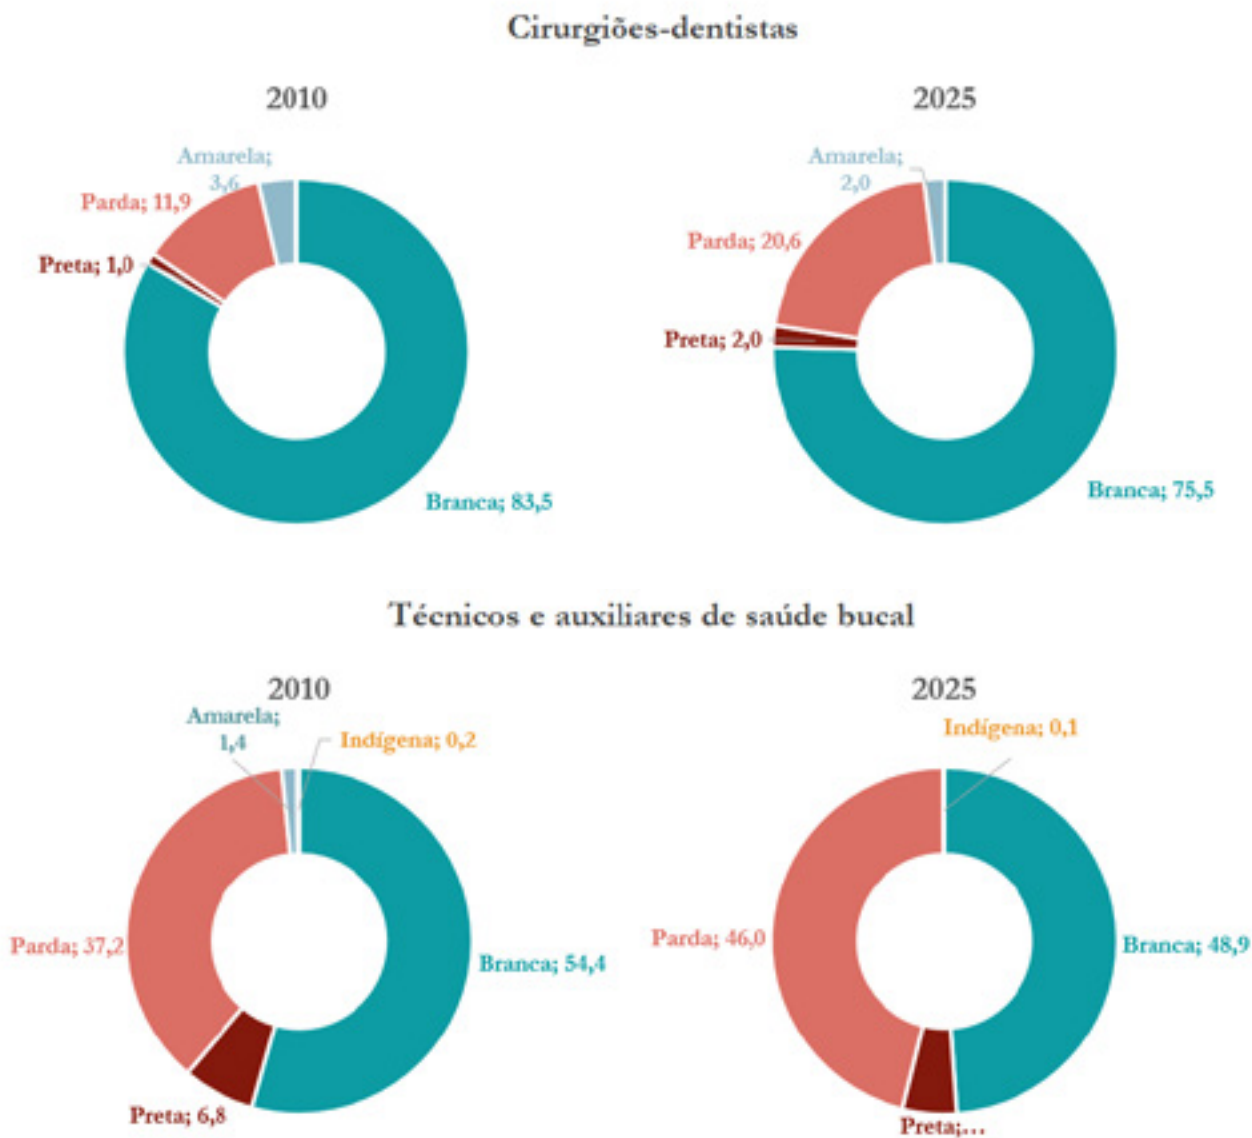 Cirurgiões-dentistas
2010
Amarela;
3,6
Parda; 11,9
Preta; 1,0
Branca; 83,5
2025
Amarela;
2,0
Parda; 20,6
Preta; 2,0
Branca; 75,5
Técnicos e auxiliares de saúde bucal
2010
Amarela;
1,4
Indígena; 0,2
Parda; 37,2
Branca; 54,4
Preta; 6,8
2025
Indígena; 0,1
Parda; 46,0
Branca; 48,9
Preta;...